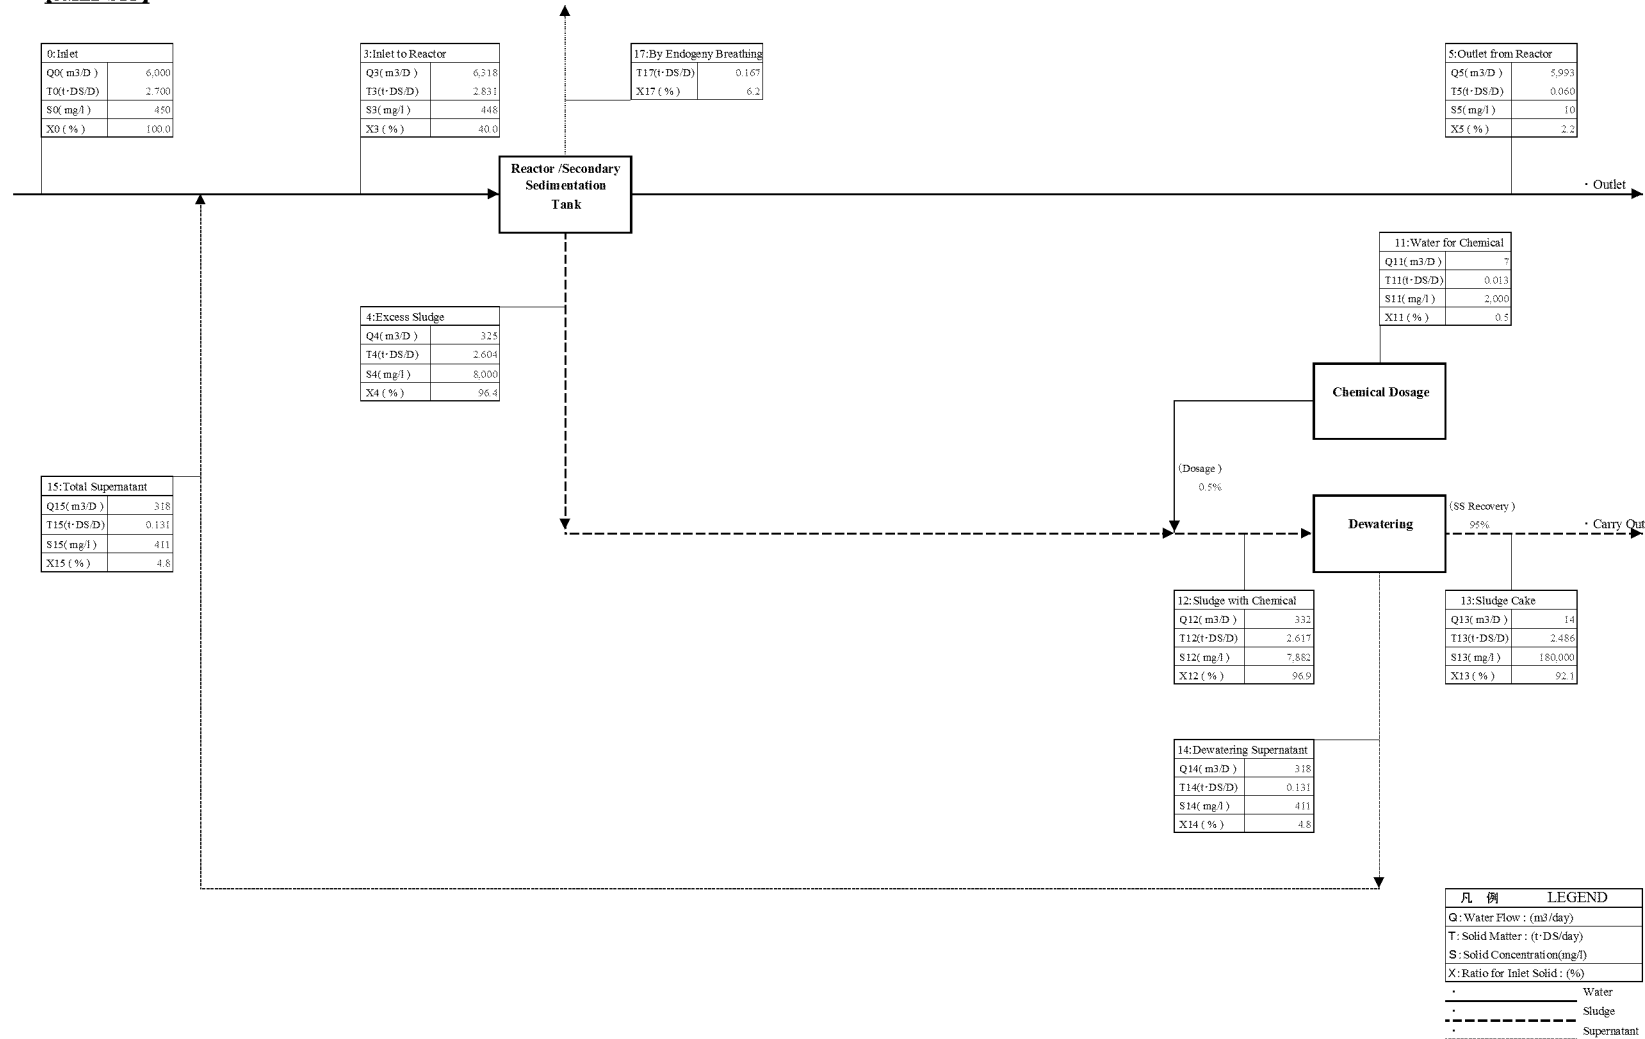 0:Inlet
Q0( m3/D ) 6,000
T0(t·DS/D) 2.700
S0( mg/l ) 450
X0 ( % ) 100.0
3:Inlet to Reactor
Q3( m3/D ) 6,318
T3(t·DS/D) 2.831
S3( mg/l ) 448
X3 ( % ) 40.0
17:By Endogeny Breathing
T17(t·DS/D) 0.167
X17 ( % ) 6.2
5:Outlet from Reactor
Q5( m3/D ) 5,993
T5(t·DS/D) 0.060
S5( mg/l ) 10
X5 ( % ) 2.2
Reactor /Secondary
Sedimentation
Tank
· Outlet
11:Water for Chemical
Q11( m3/D ) 7
T11(t·DS/D) 0.013
S11( mg/l ) 2,000
X11 ( % ) 0.5
4:Excess Sludge
Q4( m3/D ) 325
T4(t·DS/D) 2.604
S4( mg/l ) 8,000
X4 ( % ) 96.4
Chemical Dosage
(Dosage )
0.5%
15:Total Supernatant
Q15( m3/D ) 318
T15(t·DS/D) 0.131
S15( mg/l ) 411
X15 ( % ) 4.8
Dewatering
(SS Recovery )
95%
· Carry Out
12:Sludge with Chemical
Q12( m3/D ) 332
T12(t·DS/D) 2.617
S12( mg/l ) 7,882
X12 ( % ) 96.9
13:Sludge Cake
Q13( m3/D ) 14
T13(t·DS/D) 2.486
S13( mg/l ) 180,000
X13 ( % ) 92.1
14:Dewatering Supernatant
Q14( m3/D ) 318
T14(t·DS/D) 0.131
S14( mg/l ) 411
X14 ( % ) 4.8
凡 例 LEGEND
Q:Water Flow : (m3/day)
T:Solid Matter : (t·DS/day)
S:Solid Concentration(mg/l)
X:Ratio for Inlet Solid : (%)
· Water
· Sludge
· Supernatant